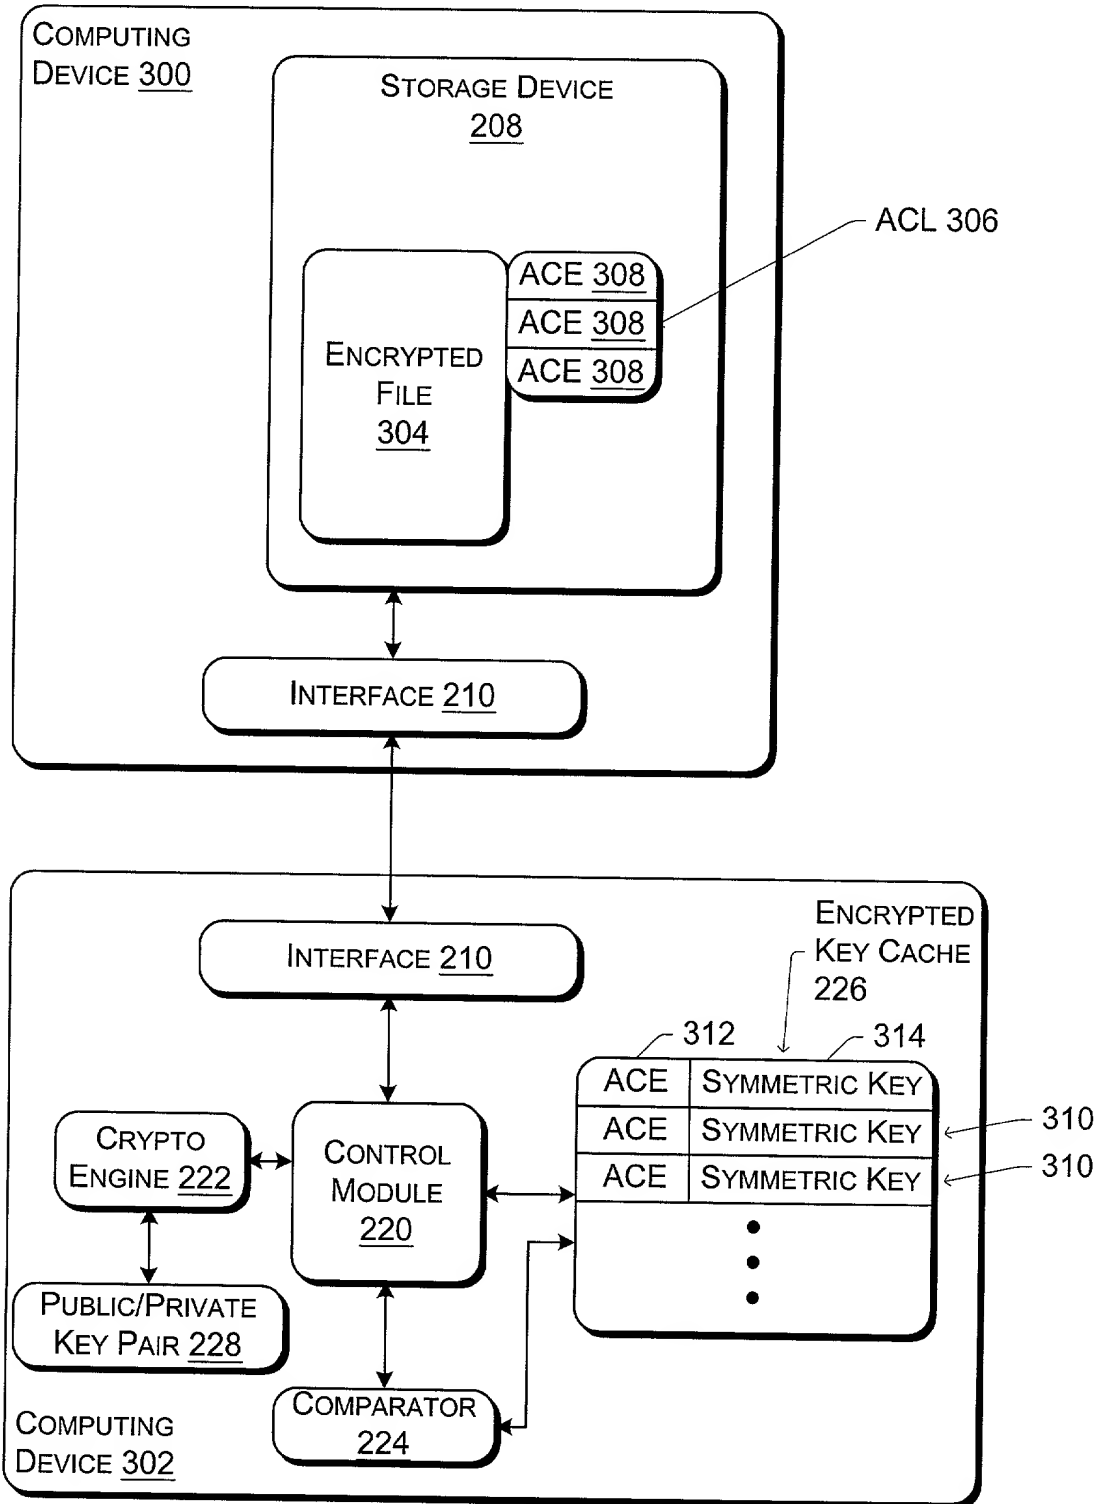 COMPUTING
DEVICE 300
STORAGE DEVICE
208
ACL 306
ACE 308
ACE 308
ACE 308
ENCRYPTED
FILE
304
INTERFACE 210
INTERFACE 210
ENCRYPTED
KEY CACHE
226
312
314
ACE SYMMETRIC KEY
ACE SYMMETRIC KEY
310
ACE SYMMETRIC KEY
310
CRYPTO
ENGINE 222
CONTROL
MODULE
220
PUBLIC/PRIVATE
KEY PAIR 228
COMPARATOR
224
COMPUTING
DEVICE 302